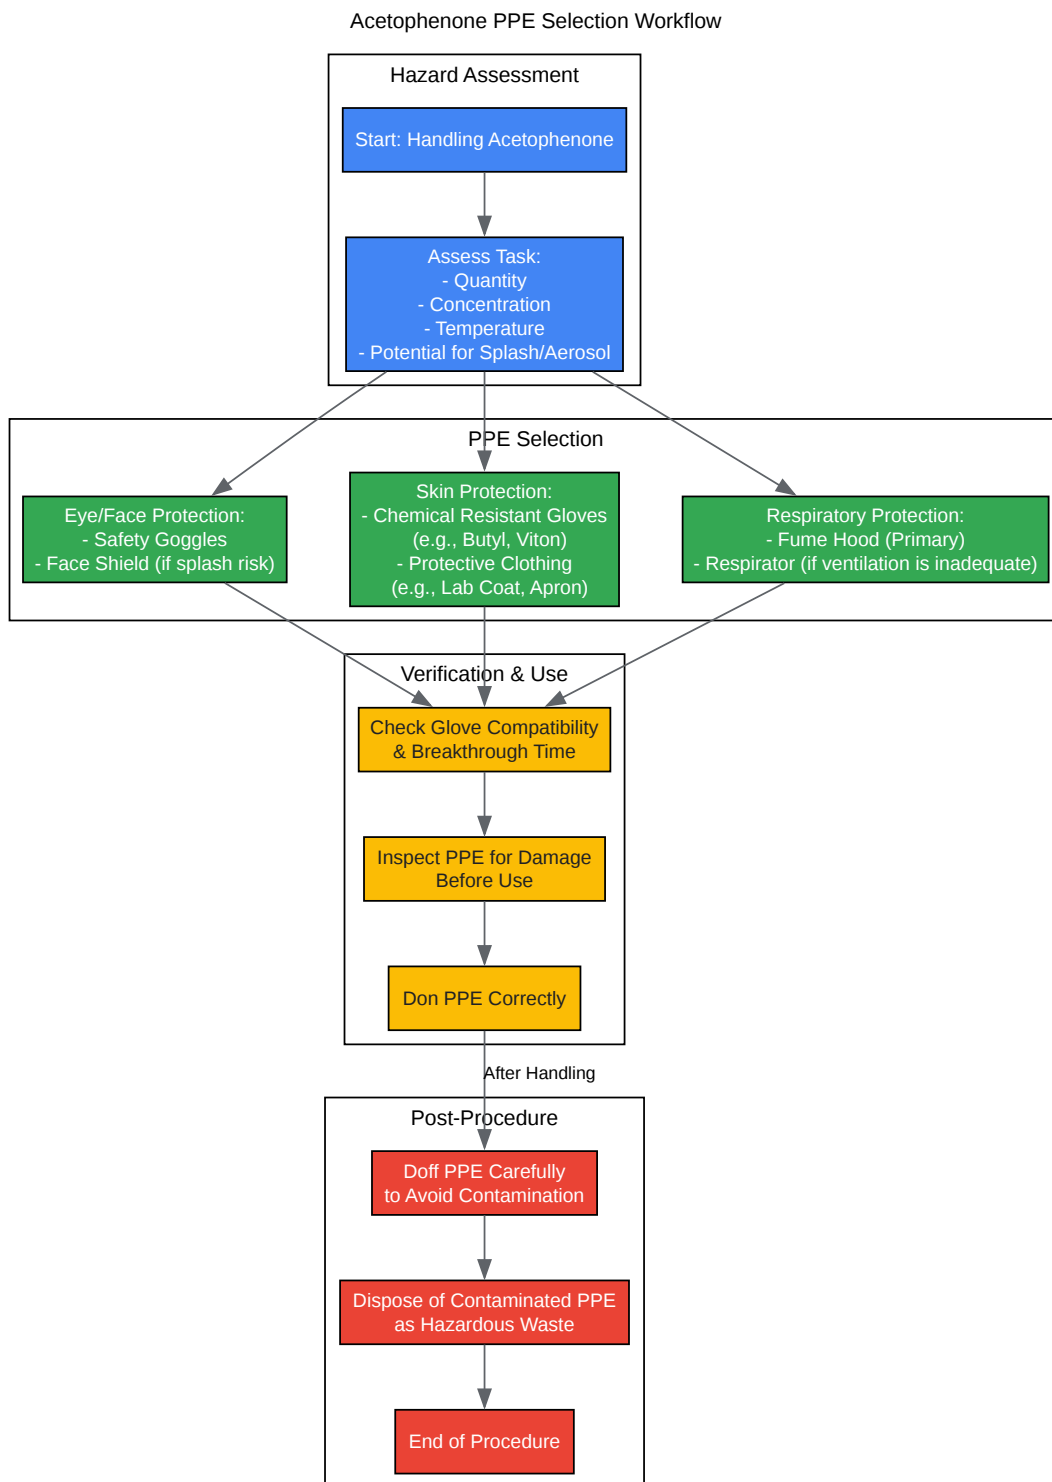 Acetophenone PPE Selection Workflow
Hazard Assessment
Start: Handling Acetophenone
Assess Task:
- Quantity
- Concentration
- Temperature
- Potential for Splash/Aerosol
PPE Selection
Eye/Face Protection:
- Safety Goggles
- Face Shield (if splash risk)
Skin Protection:
- Chemical Resistant Gloves
(e.g., Butyl, Viton)
- Protective Clothing
(e.g., Lab Coat, Apron)
Respiratory Protection:
- Fume Hood (Primary)
- Respirator (if ventilation is inadequate)
Verification & Use
Check Glove Compatibility
& Breakthrough Time
Inspect PPE for Damage
Before Use
Don PPE Correctly
After Handling
Post-Procedure
Doff PPE Carefully
to Avoid Contamination
Dispose of Contaminated PPE
as Hazardous Waste
End of Procedure